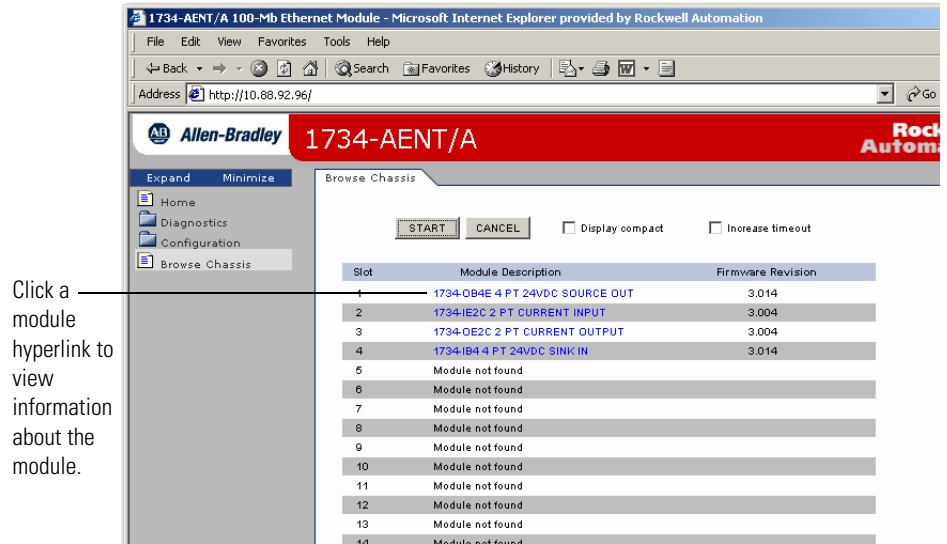 1734-AENT/A 100-Mb Ethernet Module - Microsoft Internet Explorer provided by Rockwell Automation
File Edit View Favorites Tools Help
Back Search Favorites History
Address http://10.88.92.96/ Go
AB Allen-Bradley 1734-AENT/A Rock
Automa
Expand Minimize
Home
Diagnostics
Configuration
Browse Chassis
Browse Chassis
START CANCEL Display compact Increase timeout
Slot Module Description Firmware Revision
1 1734-OB4E 4 PT 24VDC SOURCE OUT 3.014
2 1734-IE2C 2 PT CURRENT INPUT 3.004
3 1734-OE2C 2 PT CURRENT OUTPUT 3.004
4 1734-IB4 4 PT 24VDC SINK IN 3.014
5 Module not found
6 Module not found
7 Module not found
8 Module not found
9 Module not found
10 Module not found
11 Module not found
12 Module not found
13 Module not found
14 Module not found
Click a
module
hyperlink to
view
information
about the
module.